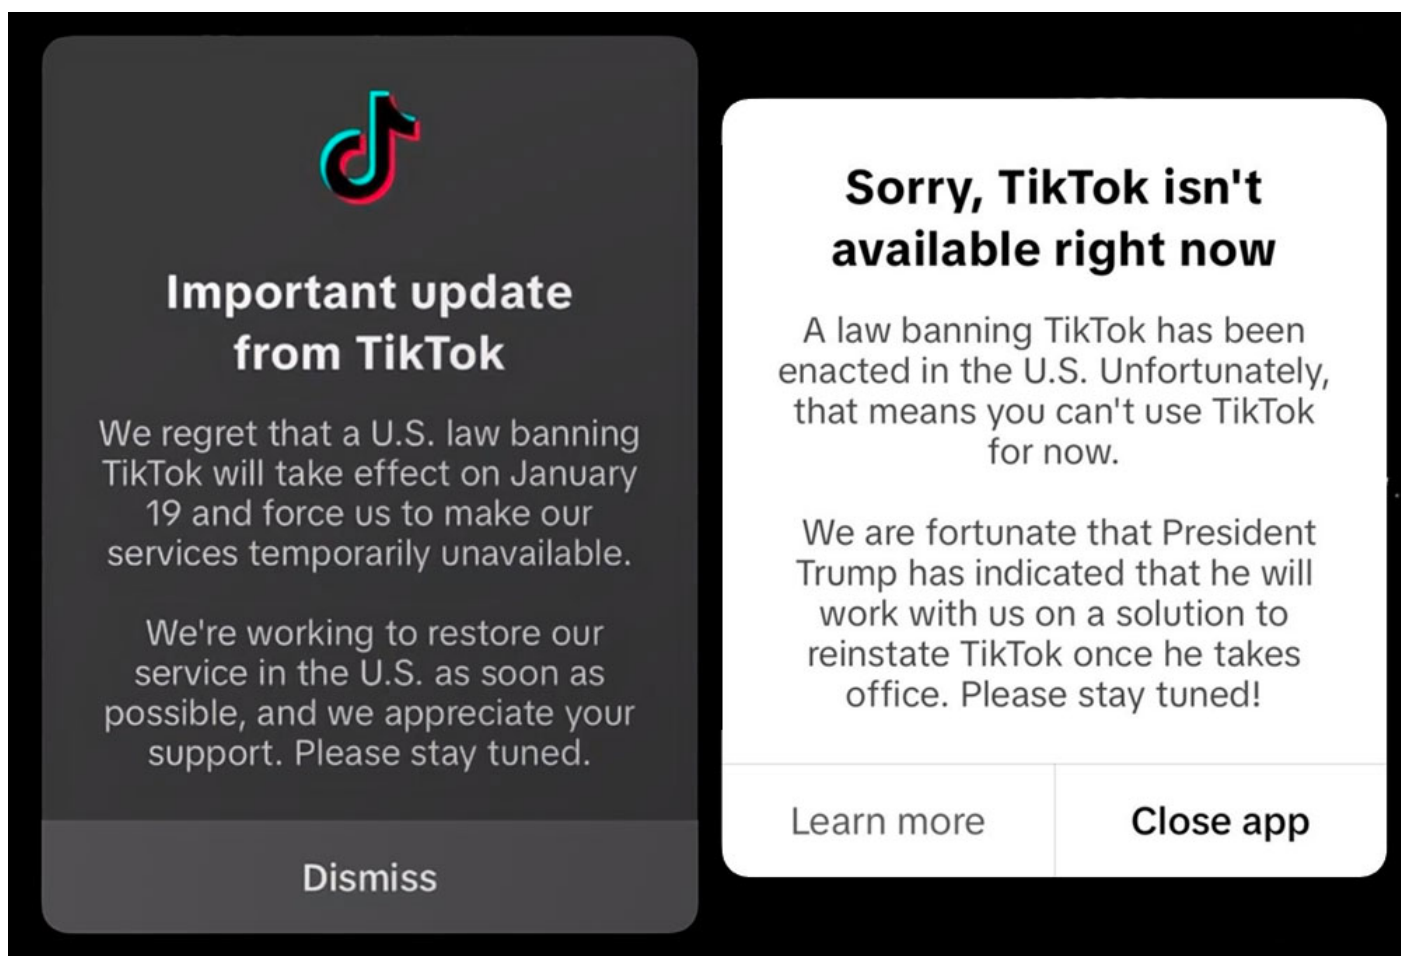 Important update
from TikTok
We regret that a U.S. law banning
TikTok will take effect on January
19 and force us to make our
services temporarily unavailable.
We're working to restore our
service in the U.S. as soon as
possible, and we appreciate your
support. Please stay tuned.
Dismiss
Sorry, TikTok isn't
available right now
A law banning TikTok has been
enacted in the U.S. Unfortunately,
that means you can't use TikTok
for now.
We are fortunate that President
Trump has indicated that he will
work with us on a solution to
reinstate TikTok once he takes
office. Please stay tuned!
Learn more
Close app